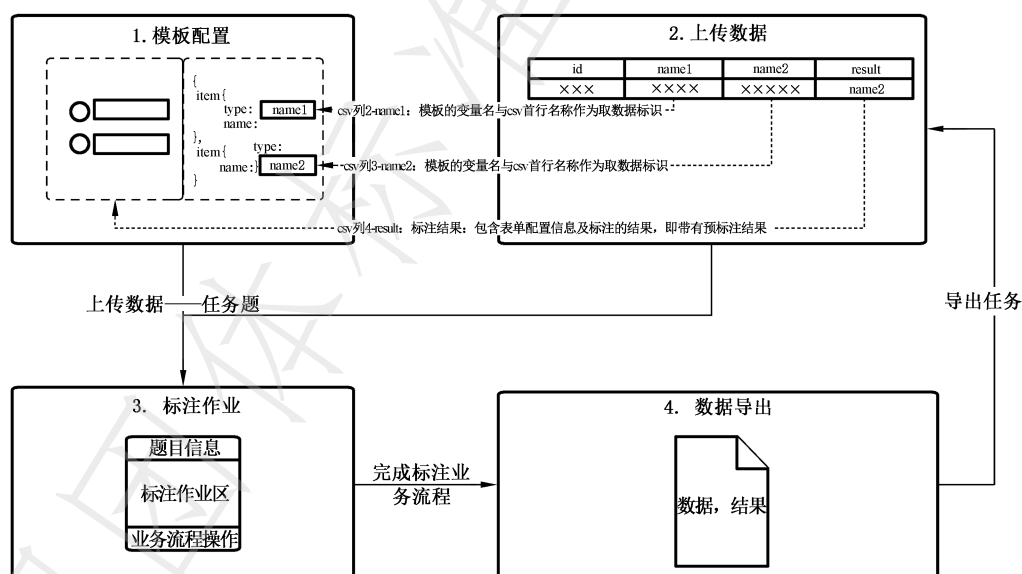 1.模板配置
{
item{
type: name1
name:
},
item{ type:
name:} name2
}
2.上传数据
id name1 name2 result
××× ×××× ××××× name2
csv列2-name1：模板的变量名与csv首行名称作为取数据标识
csv列3-name2：模板的变量名与csv首行名称作为取数据标识
csv列4-result：标注结果：包含表单配置信息及标注的结果，即带有预标注结果
上传数据——任务题
导出任务
3. 标注作业
题目信息
标注作业区
业务流程操作
完成标注业
务流程
4. 数据导出
数据，结果
团体标准